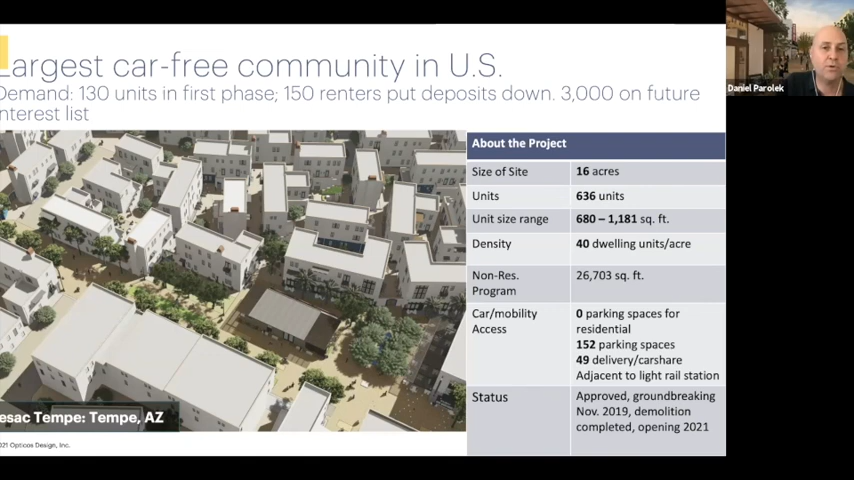 Largest car-free community in U.S.
Demand: 130 units in first phase; 150 renters put deposits down. 3,000 on future
interest list
Daniel Parolek
About the Project
Size of Site 16 acres
Units 636 units
Unit size range 680 – 1,181 sq. ft.
Density 40 dwelling units/acre
Non-Res. 26,703 sq. ft.
Program
Car/mobility 0 parking spaces for
Access residential
152 parking spaces
49 delivery/carshare
Adjacent to light rail station
Status Approved, groundbreaking
Nov. 2019, demolition
completed, opening 2021
esac Tempe: Tempe, AZ
021 Opticos Design, Inc.